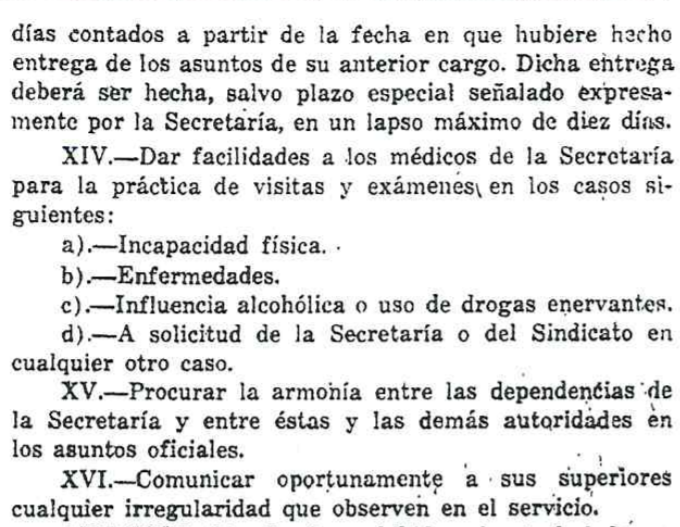 días contados a partir de la fecha en que hubiere hecho
entrega de los asuntos de su anterior cargo. Dicha entrega
deberá ser hecha, salvo plazo especial señalado expresa-
mente por la Secretaría, en un lapso máximo de diez días.
XIV.—Dar facilidades a los médicos de la Secretaría
para la práctica de visitas y exámenes, en los casos si-
guientes:
a).—Incapacidad física.
b).—Enfermedades.
c).—Influencia alcohólica o uso de drogas enervantes.
d).—A solicitud de la Secretaría o del Sindicato en
cualquier otro caso.
XV.—Procurar la armonía entre las dependencias de
la Secretaría y entre éstas y las demás autoridades en
los asuntos oficiales.
XVI.—Comunicar oportunamente a sus superiores
cualquier irregularidad que observen en el servicio.